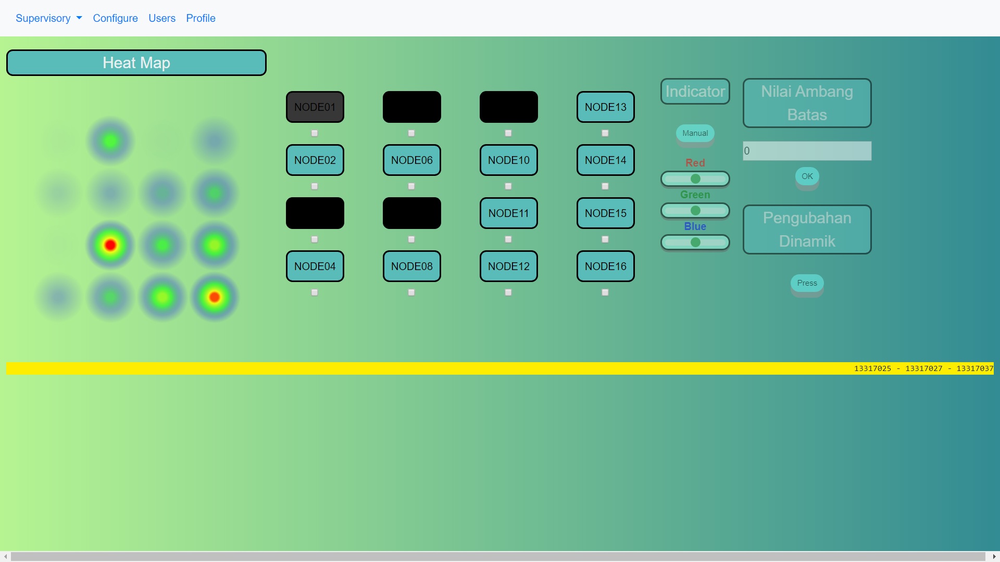 Supervisory Configure Users Profile
Heat Map
NODE01
NODE13
NODE02
NODE06
NODE10
NODE14
NODE11
NODE15
NODE04
NODE08
NODE12
NODE16
Indicator
Manual
Red
Green
Blue
Nilai Ambang
Batas
0
OK
Pengubahan
Dinamik
Press
13317025 - 13317027 - 13317037